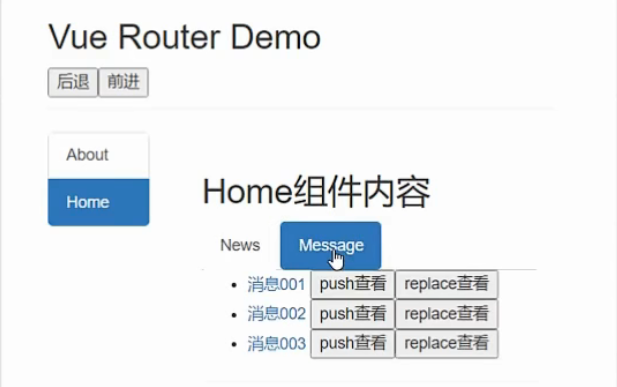 Vue Router Demo
后退 前进
About
Home
Home组件内容
News Message
消息001 push查看 replace查看
消息002 push查看 replace查看
消息003 push查看 replace查看